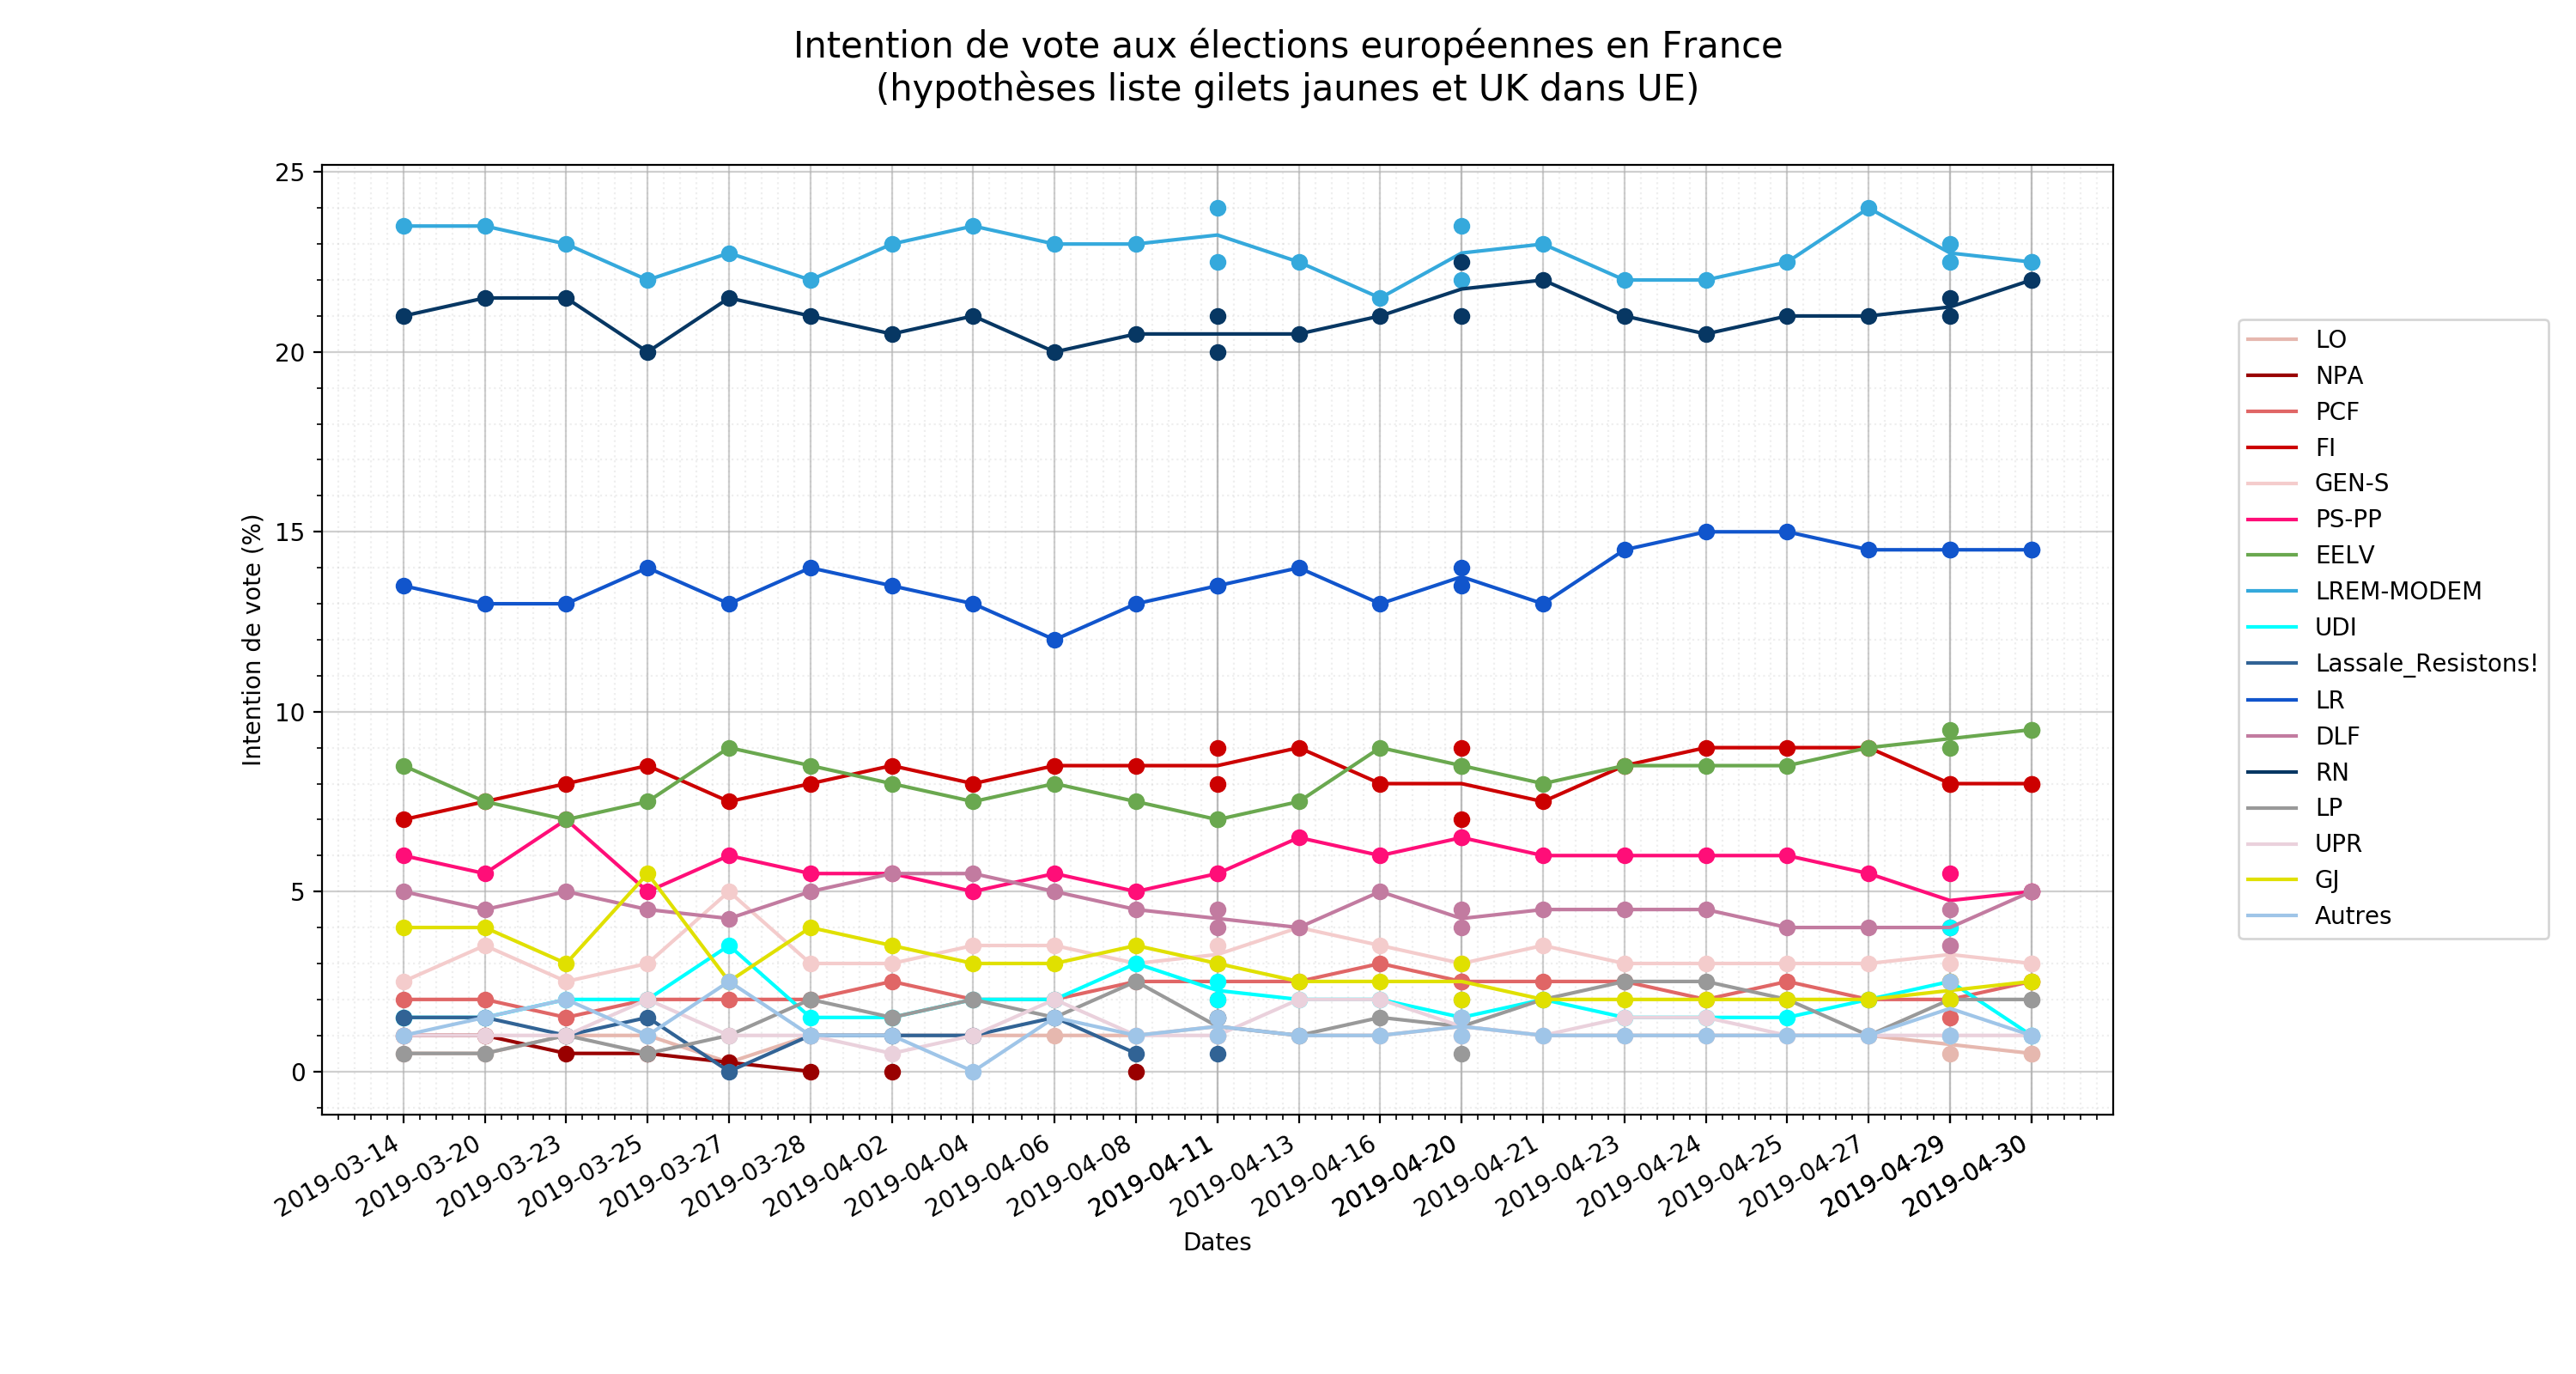 Intention de vote aux élections européennes en France
(hypothèses liste gilets jaunes et UK dans UE)
Intention de vote (%)
25
20
15
10
5
0
2019-03-14
2019-03-20
2019-03-23
2019-03-25
2019-03-27
2019-03-28
2019-04-02
2019-04-04
2019-04-06
2019-04-08
2019-04-11
2019-04-13
2019-04-16
2019-04-20
2019-04-21
2019-04-23
2019-04-24
2019-04-25
2019-04-27
2019-04-29
2019-04-30
Dates
LO
NPA
PCF
FI
GEN-S
PS-PP
EELV
LREM-MODEM
UDI
Lassale_Resistons!
LR
DLF
RN
LP
UPR
GJ
Autres